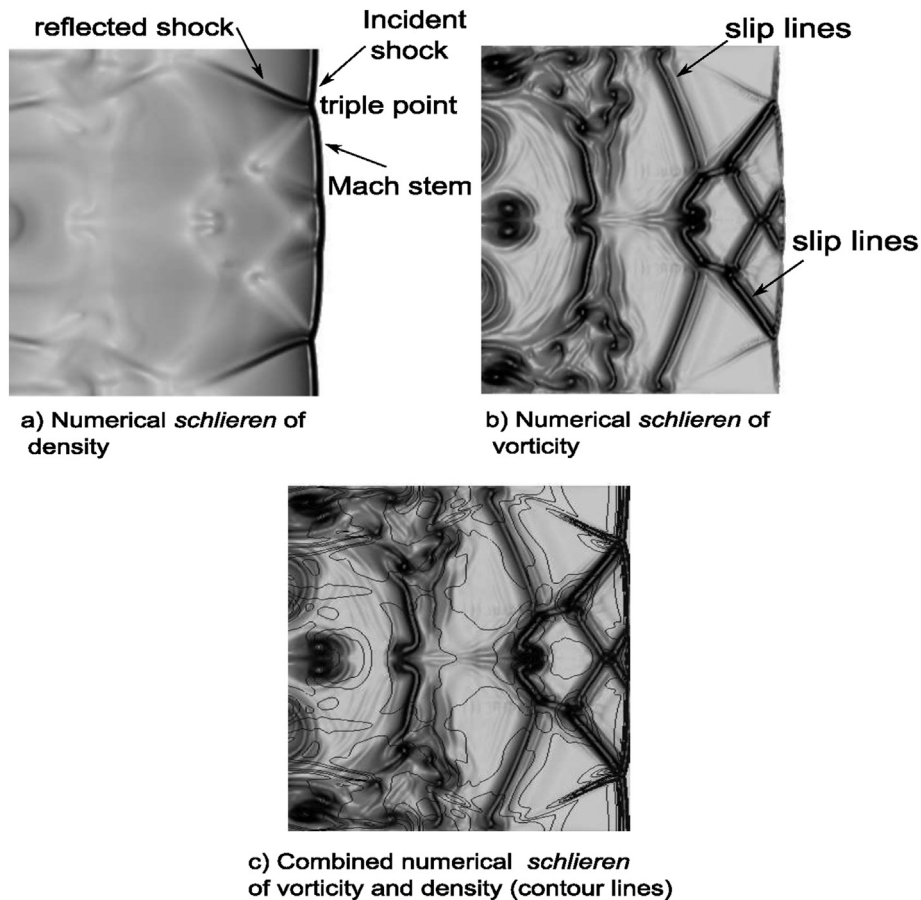 reflected shock
Incident
shock
triple point
Mach stem
a) Numerical schlieren of
density
slip lines
slip lines
b) Numerical schlieren of
vorticity
c) Combined numerical schlieren
of vorticity and density (contour lines)